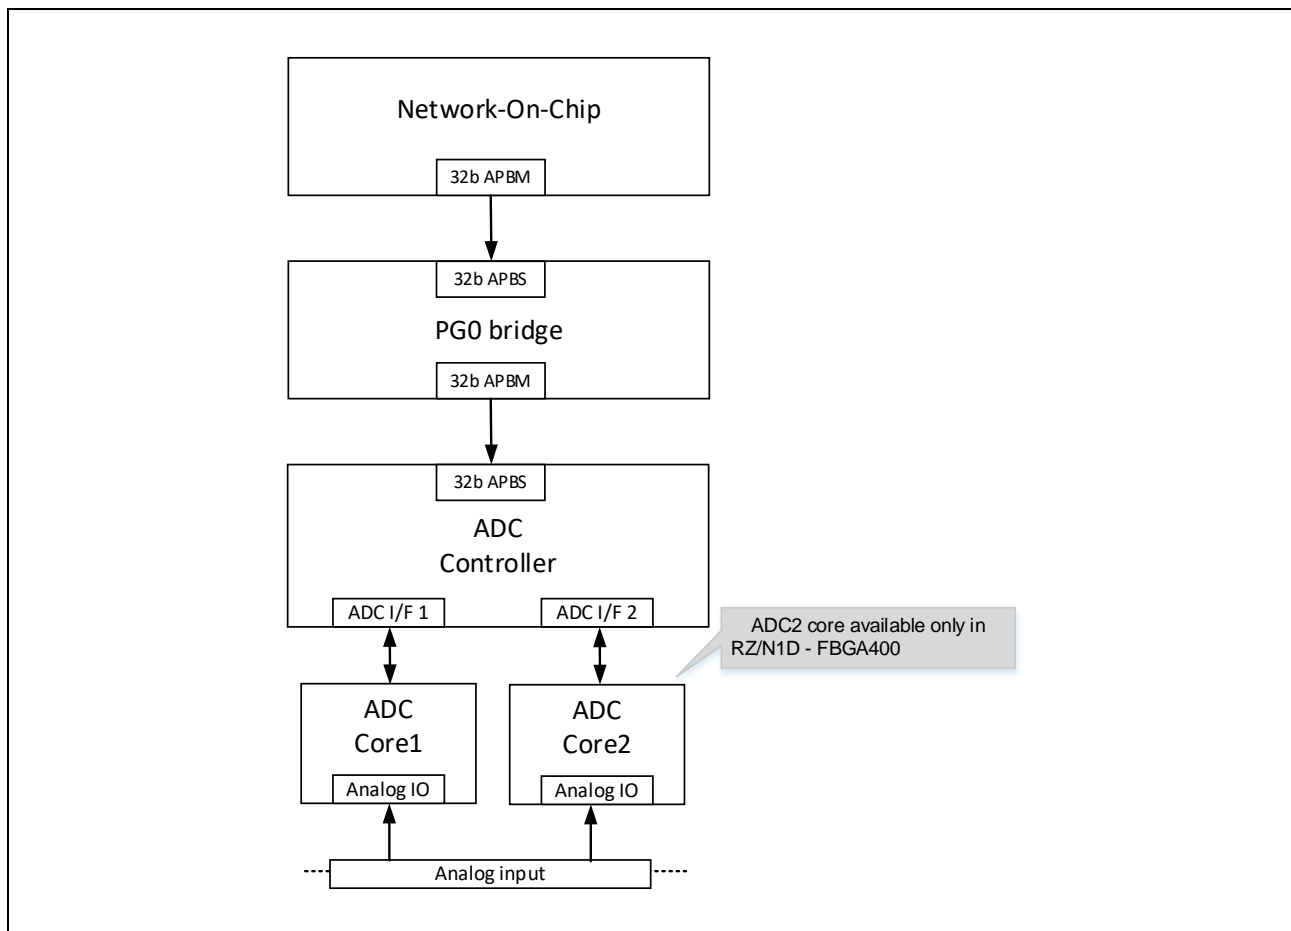 Network-On-Chip
32b APBM
32b APBS
PG0 bridge
32b APBM
32b APBS
ADC
Controller
ADC I/F 1
ADC I/F 2
ADC2 core available only in
RZ/N1D - FBGA400
ADC
Core1
ADC
Core2
Analog IO
Analog IO
Analog input